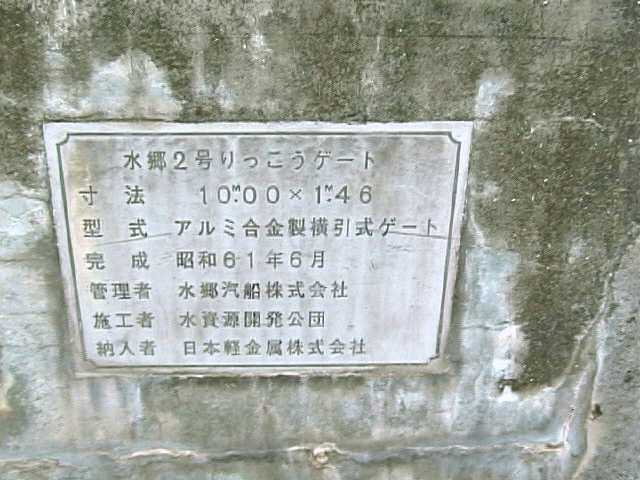 水郷2号りっこうゲート
寸法 10M.00×1M.46
型式 アルミ合金製横引式ゲート
完成 昭和61年6月
管理者 水郷汽船株式会社
施工者 水資源開発公団
納入者 日本軽金属株式会社